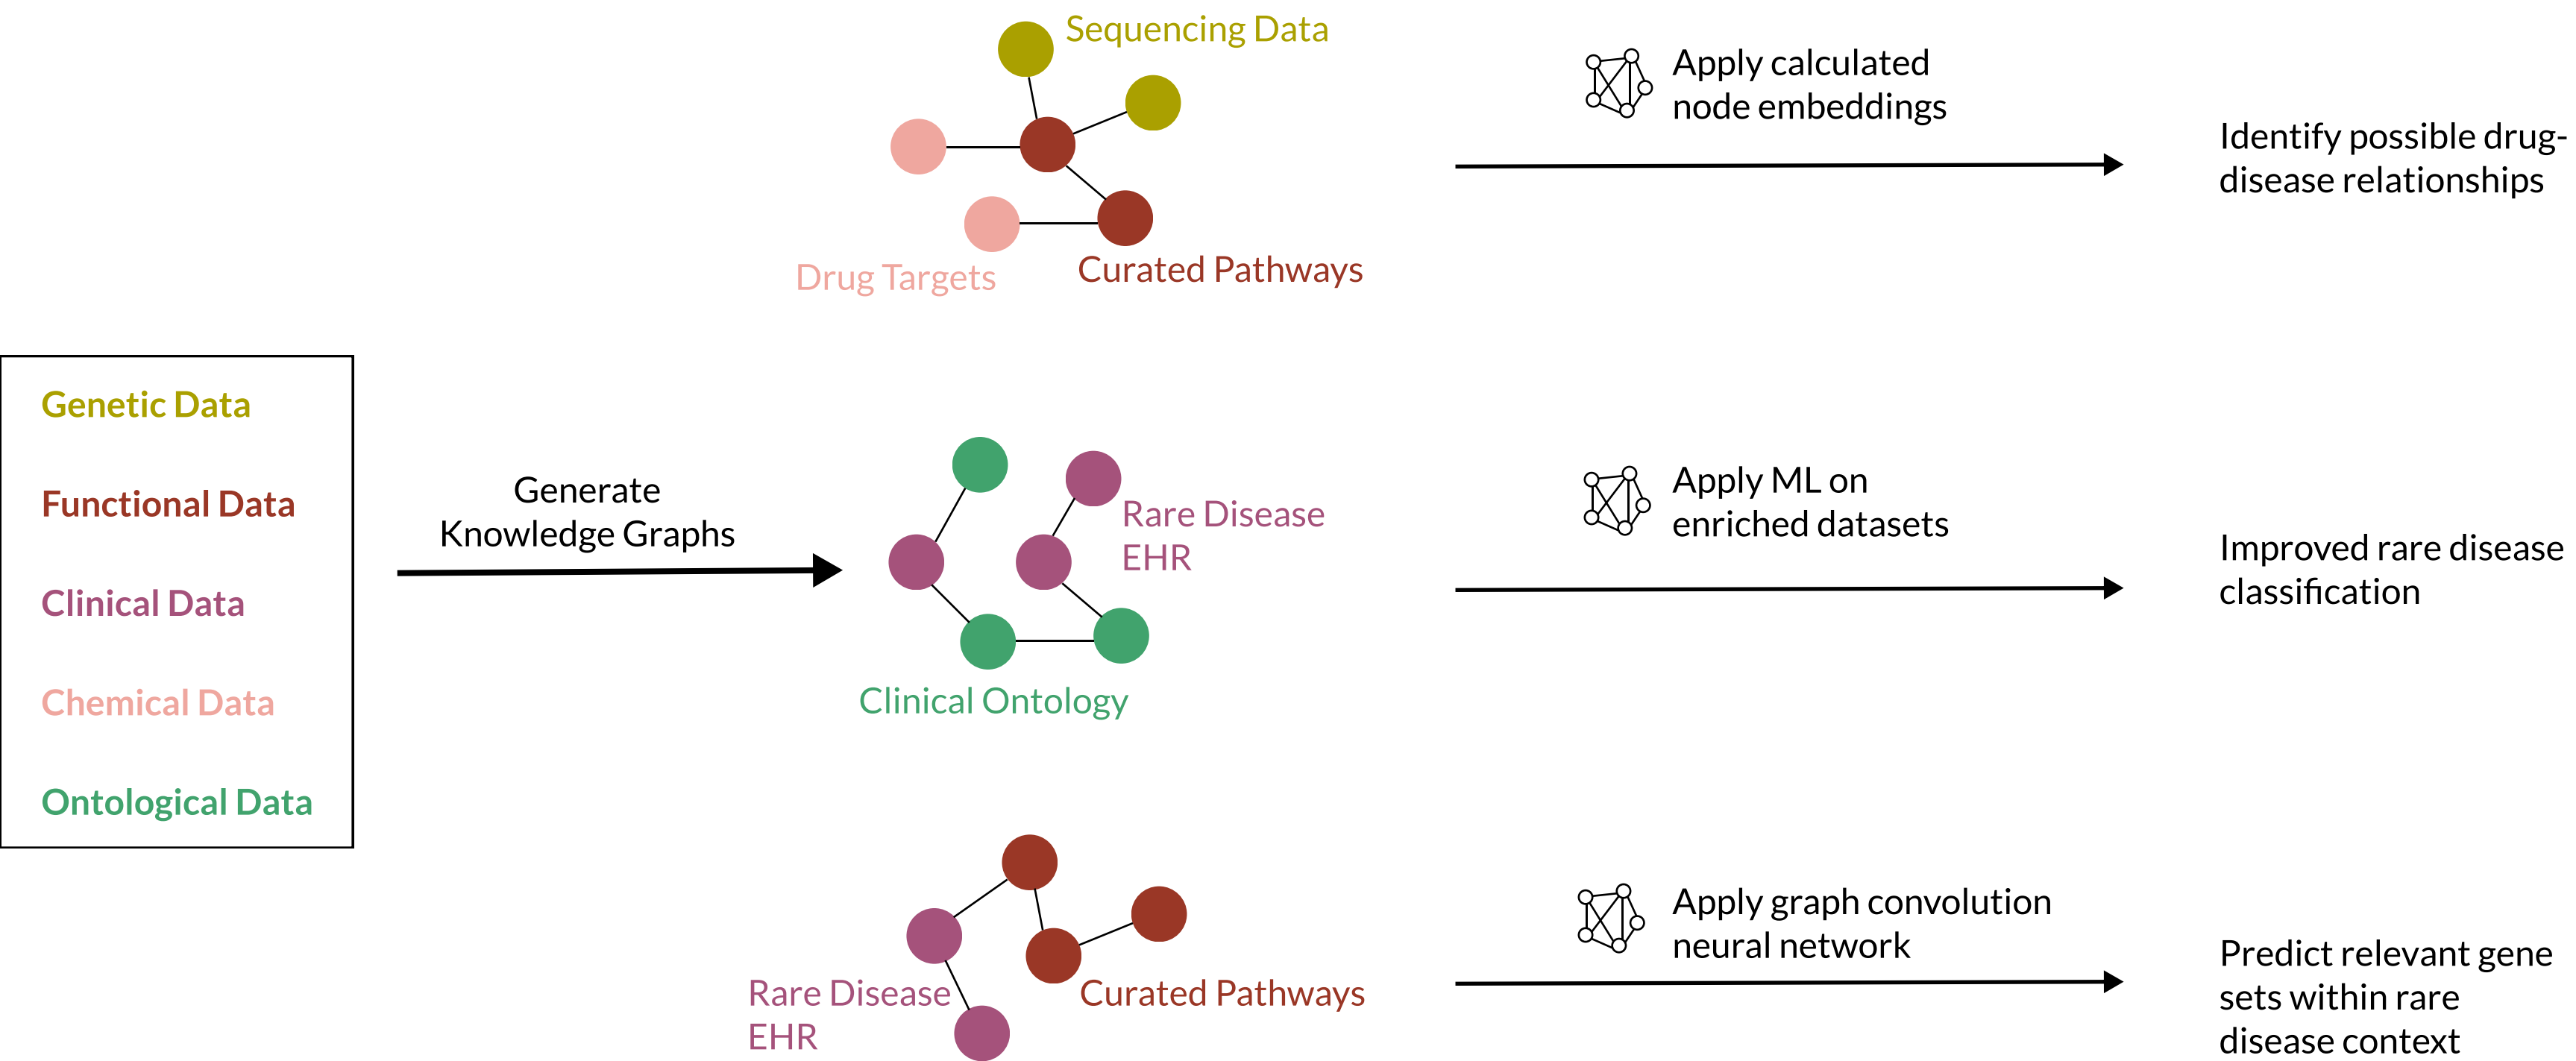 Sequencing Data
Drug Targets
Curated Pathways
Apply calculated
node embeddings
Identify possible drug-
disease relationships
Genetic Data
Functional Data
Clinical Data
Chemical Data
Ontological Data
Generate
Knowledge Graphs
Rare Disease
EHR
Clinical Ontology
Apply ML on
enriched datasets
Improved rare disease
classification
Rare Disease
EHR
Curated Pathways
Apply graph convolution
neural network
Predict relevant gene
sets within rare
disease context